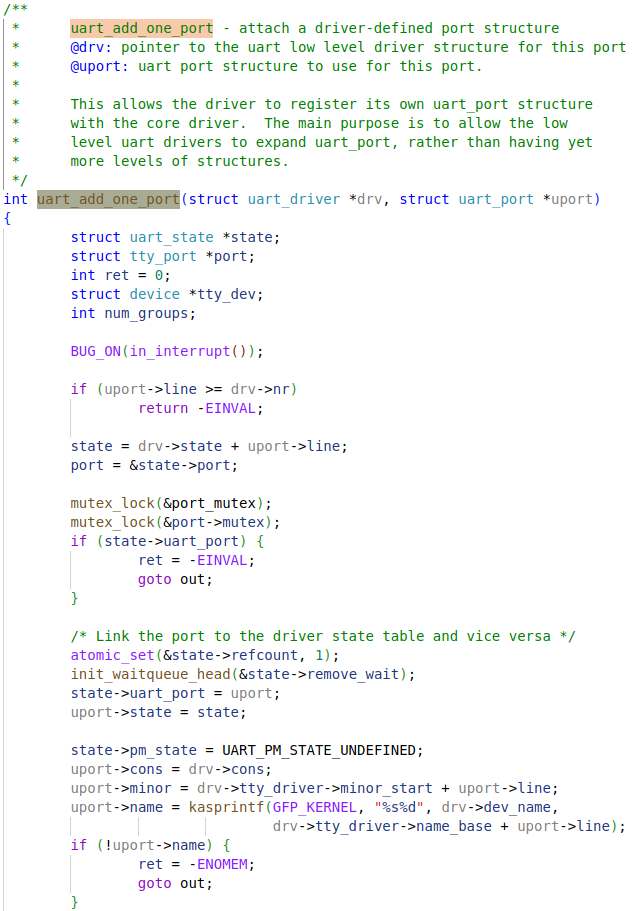 /**
 *	uart_add_one_port - attach a driver-defined port structure
 *	@drv: pointer to the uart low level driver structure for this port
 *	@uport: uart port structure to use for this port.
 *
 *	This allows the driver to register its own uart_port structure
 *	with the core driver.  The main purpose is to allow the low
 *	level uart drivers to expand uart_port, rather than having yet
 *	more levels of structures.
 */
int uart_add_one_port(struct uart_driver *drv, struct uart_port *uport)
{
	struct uart_state *state;
	struct tty_port *port;
	int ret = 0;
	struct device *tty_dev;
	int num_groups;

	BUG_ON(in_interrupt());

	if (uport->line >= drv->nr)
		return -EINVAL;

	state = drv->state + uport->line;
	port = &state->port;

	mutex_lock(&port_mutex);
	mutex_lock(&port->mutex);
	if (state->uart_port) {
		ret = -EINVAL;
		goto out;
	}

	/* Link the port to the driver state table and vice versa */
	atomic_set(&state->refcount, 1);
	init_waitqueue_head(&state->remove_wait);
	state->uart_port = uport;
	uport->state = state;

	state->pm_state = UART_PM_STATE_UNDEFINED;
	uport->cons = drv->cons;
	uport->minor = drv->tty_driver->minor_start + uport->line;
	uport->name = kasprintf(GFP_KERNEL, "%s%d", drv->dev_name,
				drv->tty_driver->name_base + uport->line);
	if (!uport->name) {
		ret = -ENOMEM;
		goto out;
	}